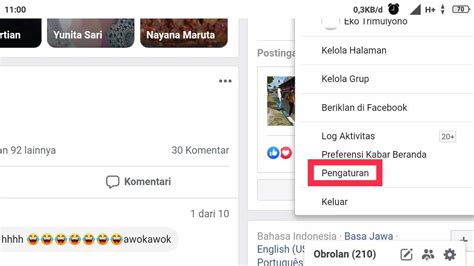 11:00
0,3KB/d
H+
70
rtian
Yunita Sari
Nayana Maruta
an 92 lainnya
30 Komentar
Komentari
1 dari 10
hhhh 😂😂😂😂😂😂😂awokawok
Postinga
Eko Trimulyono
Kelola Halaman
Kelola Grup
Beriklan di Facebook
Log Aktivitas
20+
Preferensi Kabar Beranda
Pengaturan
Keluar
Bahasa Indonesia · Basa Jawa ·
English (US
Português
Obrolan (210)